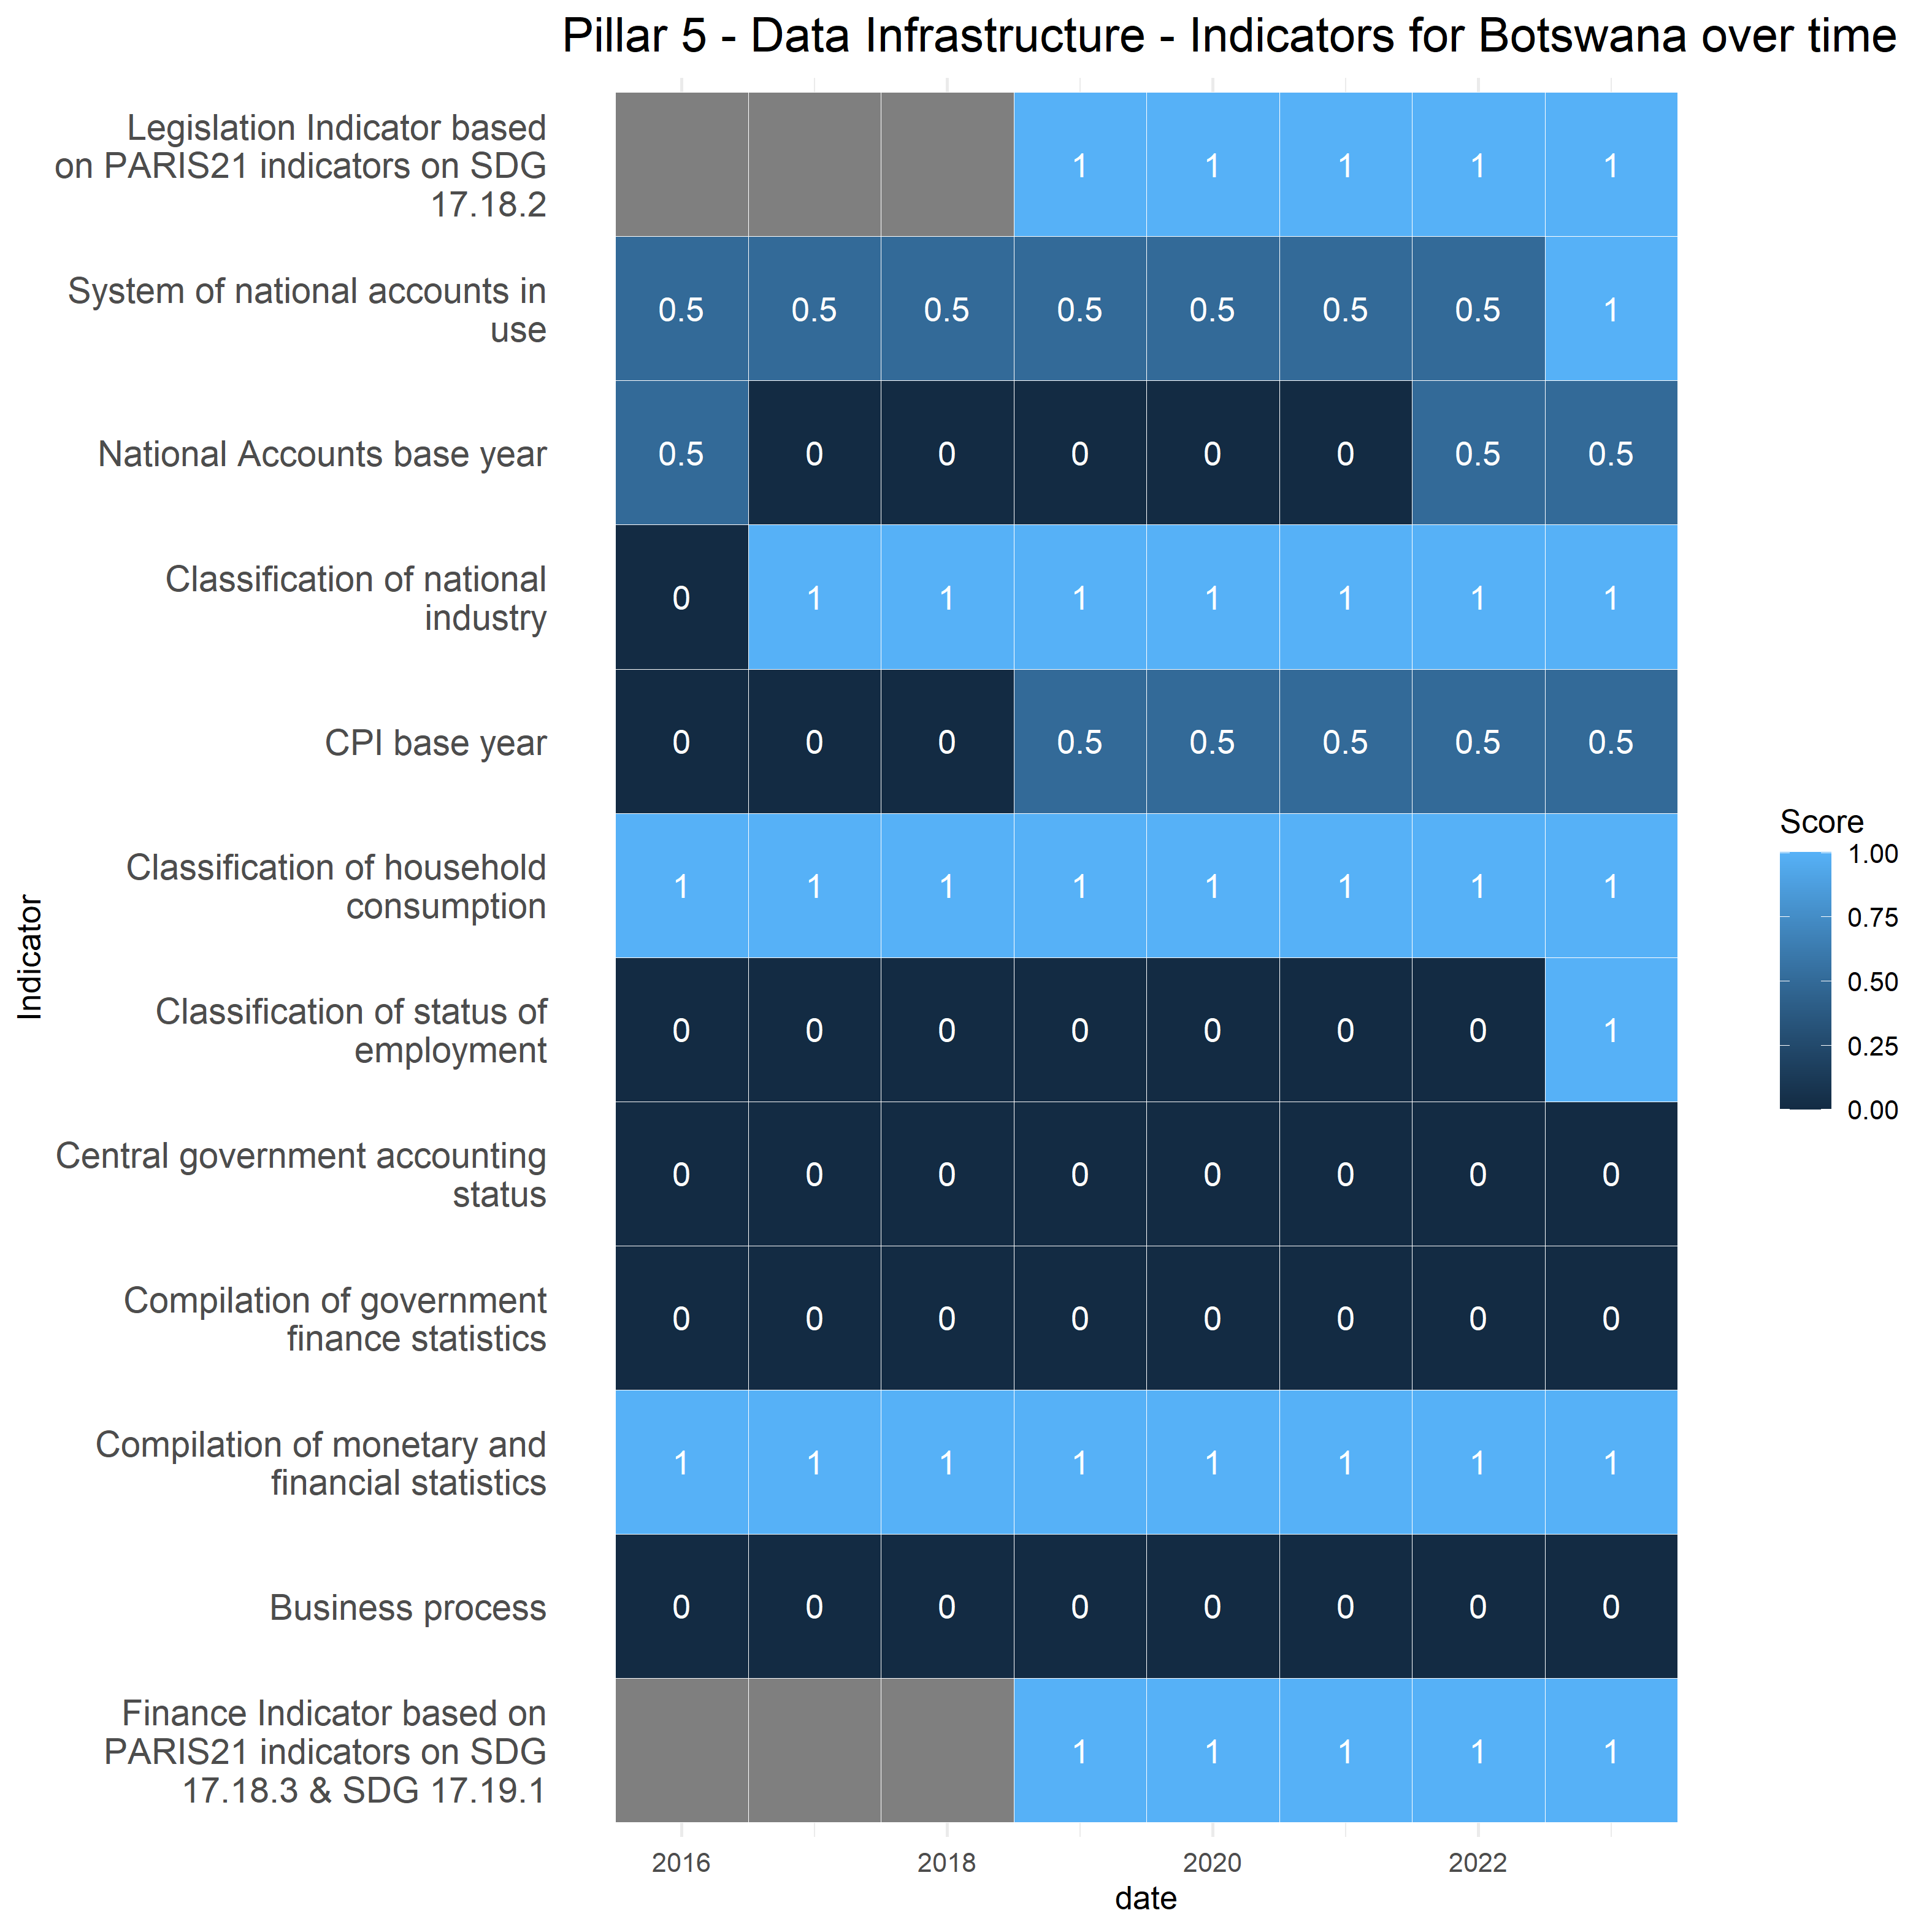 Pillar 5 - Data Infrastructure - Indicators for Botswana over time
Legislation Indicator based
on PARIS21 indicators on SDG
17.18.2
1 1 1 1 1
System of national accounts in
use
0.5 0.5 0.5 0.5 0.5 0.5 0.5 1
National Accounts base year
0.5 0 0 0 0 0 0.5 0.5
Classification of national
industry
0 1 1 1 1 1 1 1
CPI base year
0 0 0 0.5 0.5 0.5 0.5 0.5
Classification of household
consumption
1 1 1 1 1 1 1 1
Classification of status of
employment
0 0 0 0 0 0 0 1
Central government accounting
status
0 0 0 0 0 0 0 0
Compilation of government
finance statistics
0 0 0 0 0 0 0 0
Compilation of monetary and
financial statistics
1 1 1 1 1 1 1 1
Business process
0 0 0 0 0 0 0 0
Finance Indicator based on
PARIS21 indicators on SDG
17.18.3 & SDG 17.19.1
1 1 1 1 1
2016 2018 2020 2022
date
Indicator
Score
1.00
0.75
0.50
0.25
0.00